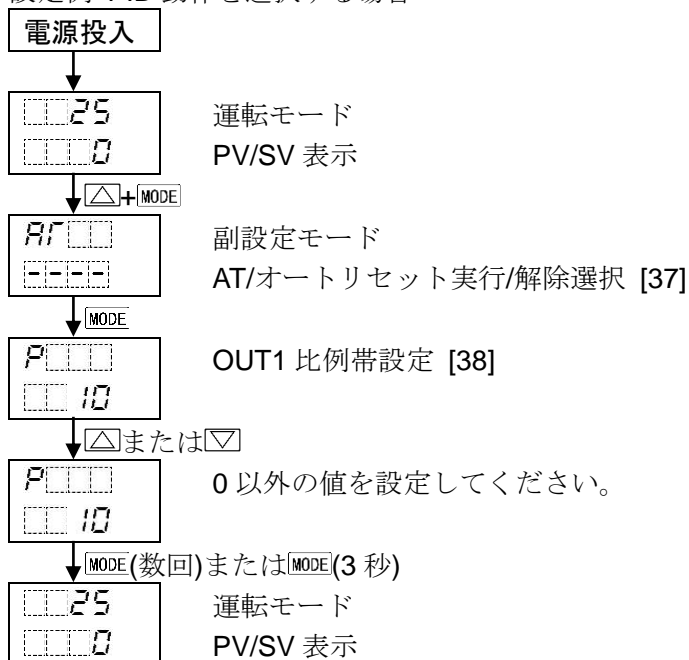 電源投入
25 運転モード
0 PV/SV 表示
△+MODE
AT 副設定モード
---- AT/オートリセット実行/解除選択 [37]
MODE
P OUT1 比例帯設定 [38]
10
△または▽
P 0 以外の値を設定してください。
10
MODE(数回)またはMODE(3 秒)
25 運転モード
0 PV/SV 表示